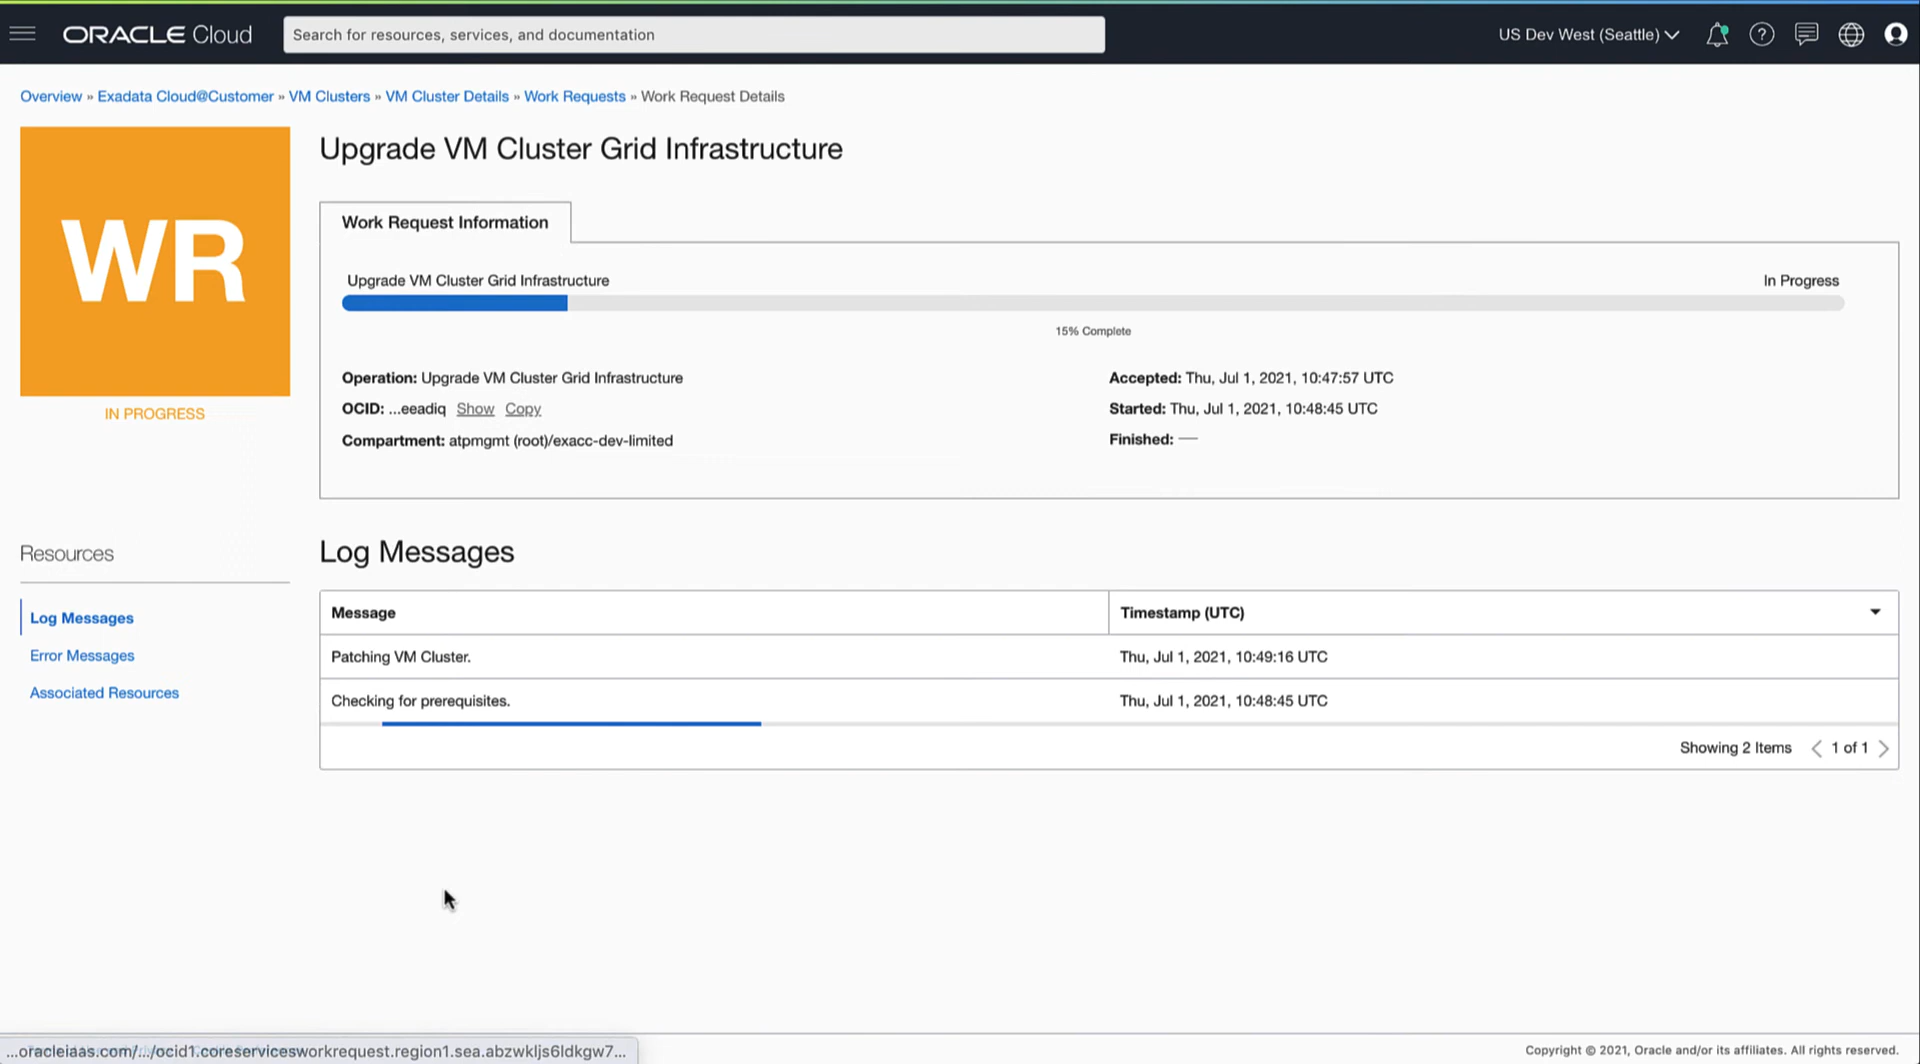 ORACLE Cloud
Search for resources, services, and documentation
US Dev West (Seattle)
Overview » Exadata Cloud@Customer » VM Clusters » VM Cluster Details » Work Requests » Work Request Details
WR
IN PROGRESS
Upgrade VM Cluster Grid Infrastructure
Work Request Information
Upgrade VM Cluster Grid Infrastructure In Progress
15% Complete
Operation: Upgrade VM Cluster Grid Infrastructure
OCID: ...eeadiq Show Copy
Compartment: atpmgmt (root)/exacc-dev-limited
Accepted: Thu, Jul 1, 2021, 10:47:57 UTC
Started: Thu, Jul 1, 2021, 10:48:45 UTC
Finished: —
Resources
Log Messages
Error Messages
Associated Resources
Log Messages
Message Timestamp (UTC)
Patching VM Cluster. Thu, Jul 1, 2021, 10:49:16 UTC
Checking for prerequisites. Thu, Jul 1, 2021, 10:48:45 UTC
Showing 2 Items 1 of 1
...oracleiaas.com/.../ocid1.coreservicesworkrequest.region1.sea.abzwkljs6ldkgw7...
Copyright © 2021, Oracle and/or its affiliates. All rights reserved.